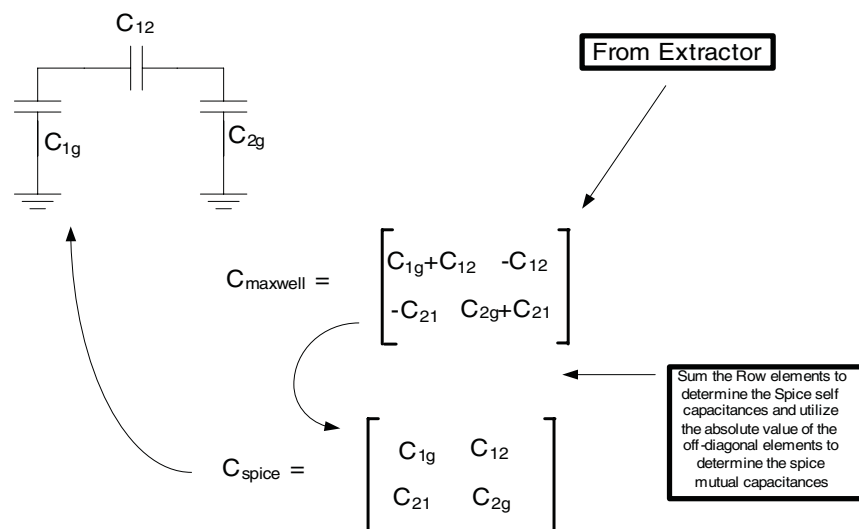 C12
From Extractor
C1g
C2g
C1g+C12 -C12
Cmaxwell =
-C21 C2g+C21
Sum the Row elements to
determine the Spice self
capacitances and utilize
the absolute value of the
off-diagonal elements to
determine the spice
mutual capacitances
C1g C12
Cspice =
C21 C2g